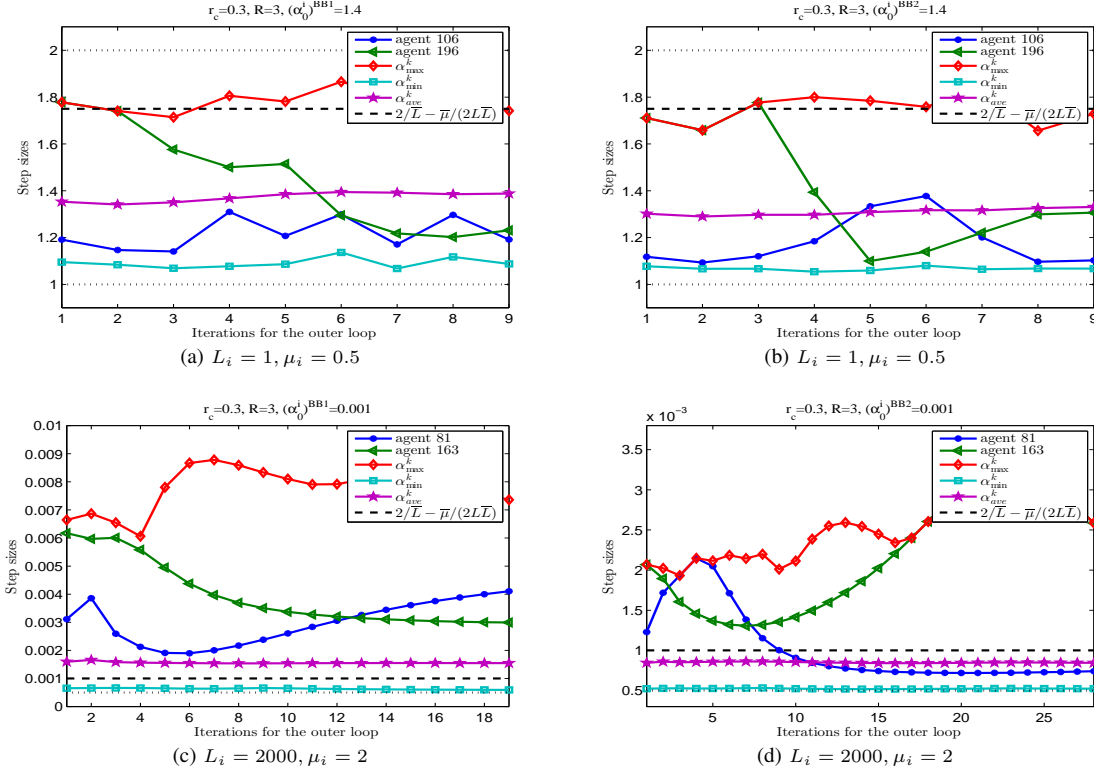 r_c=0.3, R=3, (α_0^i)^BB1=1.4
Step sizes
2
1.8
1.6
1.4
1.2
1
1 2 3 4 5 6 7 8 9
agent 106
agent 196
α_max^k
α_min^k
α_ave^k
2/L̅ − μ̅/(2LL̅)
Iterations for the outer loop
(a) L_i = 1, μ_i = 0.5
r_c=0.3, R=3, (α_0^i)^BB2=1.4
Step sizes
2
1.8
1.6
1.4
1.2
1
1 2 3 4 5 6 7 8 9
agent 106
agent 196
α_max^k
α_min^k
α_ave^k
2/L̅ − μ̅/(2LL̅)
Iterations for the outer loop
(b) L_i = 1, μ_i = 0.5
r_c=0.3, R=3, (α_0^i)^BB1=0.001
Step sizes
0.01
0.009
0.008
0.007
0.006
0.005
0.004
0.003
0.002
0.001
0
2 4 6 8 10 12 14 16 18
agent 81
agent 163
α_max^k
α_min^k
α_ave^k
2/L̅ − μ̅/(2LL̅)
Iterations for the outer loop
(c) L_i = 2000, μ_i = 2
r_c=0.3, R=3, (α_0^i)^BB2=0.001
x 10^-3
Step sizes
3.5
3
2.5
2
1.5
1
0.5
5 10 15 20 25
agent 81
agent 163
α_max^k
α_min^k
α_ave^k
2/L̅ − μ̅/(2LL̅)
Iterations for the outer loop
(d) L_i = 2000, μ_i = 2